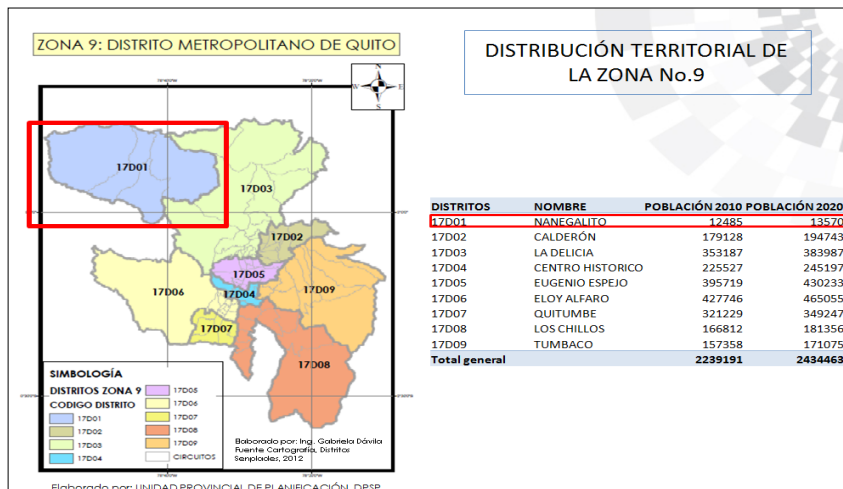 ZONA 9: DISTRITO METROPOLITANO DE QUITO
DISTRIBUCIÓN TERRITORIAL DE
LA ZONA No.9
N
W E
S
17D01
17D03
17D02
17D05
17D04
17D06
17D09
17D07
17D08
SIMBOLOGÍA
DISTRITOS ZONA 9
CODIGO DISTRITO
17D01
17D02
17D03
17D04
17D05
17D06
17D07
17D08
17D09
CIRCUITOS
Elaborado por: Ing. Gabriela Dávila
Fuente Cartografía, Distritos
Senplades, 2012
Elaborado por: UNIDAD PROVINCIAL DE PLANIFICACIÓN, DPSP
DISTRITOS NOMBRE POBLACIÓN 2010 POBLACIÓN 2020
17D01 NANEGALITO 12485 13570
17D02 CALDERÓN 179128 194743
17D03 LA DELICIA 353187 383987
17D04 CENTRO HISTORICO 225527 245197
17D05 EUGENIO ESPEJO 395719 430233
17D06 ELOY ALFARO 427746 465055
17D07 QUITUMBE 321229 349247
17D08 LOS CHILLOS 166812 181356
17D09 TUMBACO 157358 171075
Total general 2239191 2434463